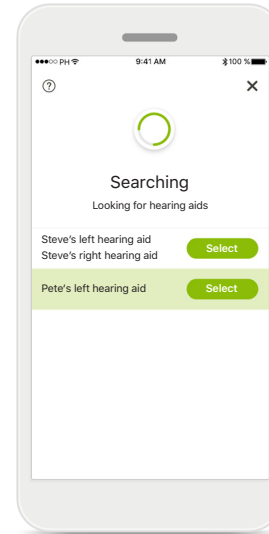 ●●●○○ PH 9:41 AM 100 %
?
Searching
Looking for hearing aids
Steve's left hearing aid
Steve's right hearing aid
Select
Pete's left hearing aid
Select